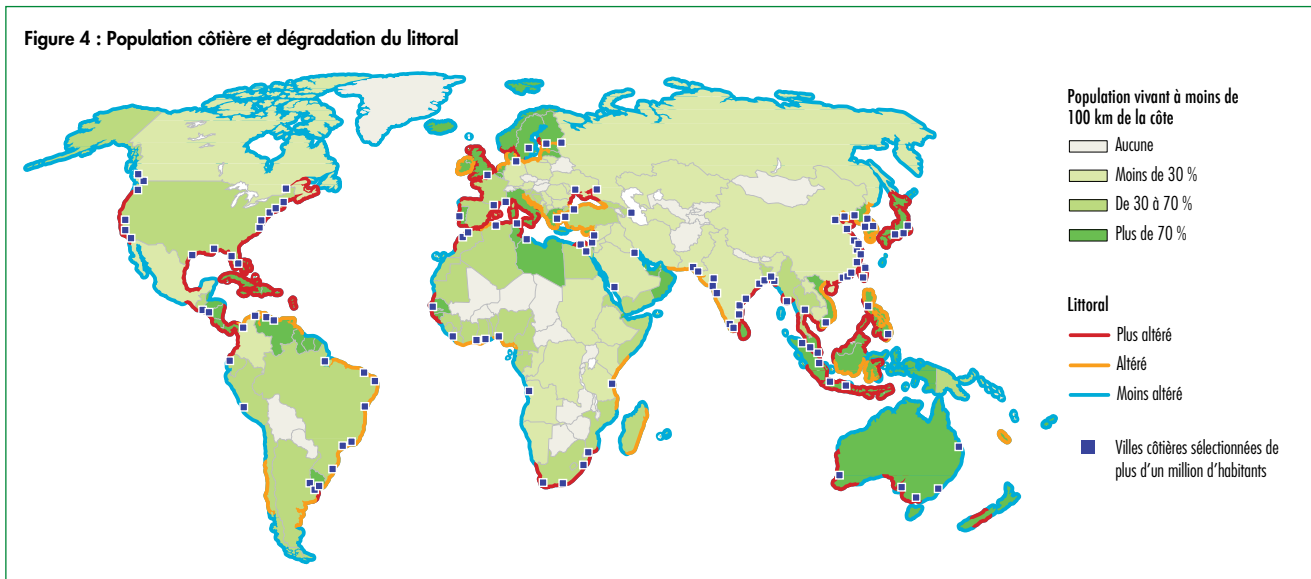 Figure 4 : Population côtière et dégradation du littoral
Population vivant à moins de
100 km de la côte
Aucune
Moins de 30 %
De 30 à 70 %
Plus de 70 %
Littoral
Plus altéré
Altéré
Moins altéré
Villes côtières sélectionnées de
plus d'un million d'habitants